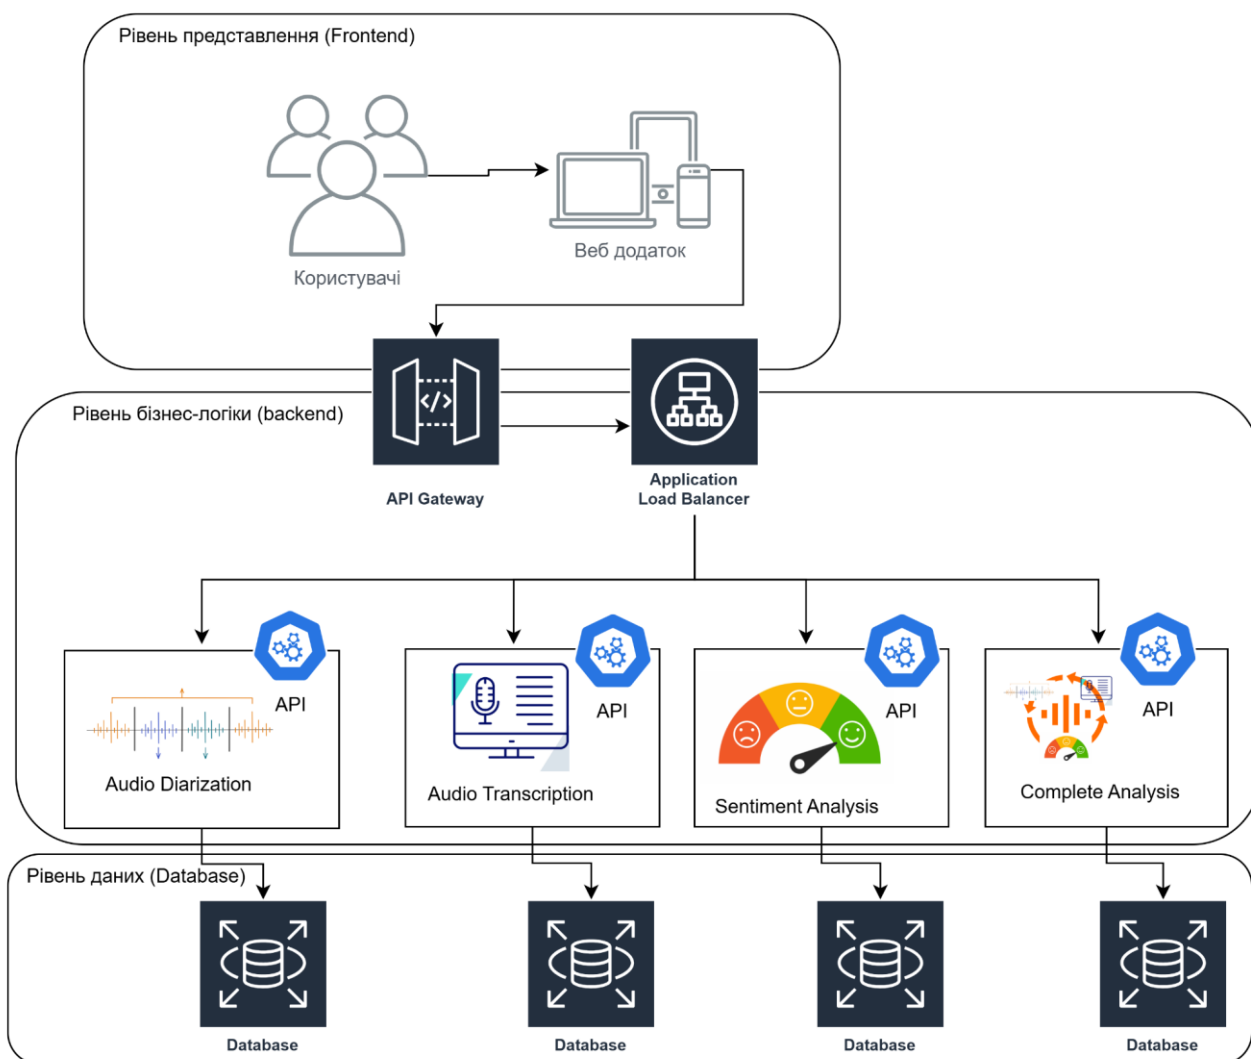 Рівень представлення (Frontend)
Користувачі
Веб додаток
Рівень бізнес-логіки (backend)
</>
API Gateway
Application
Load Balancer
API
Audio Diarization
API
Audio Transcription
API
Sentiment Analysis
API
Complete Analysis
Рівень даних (Database)
Database
Database
Database
Database